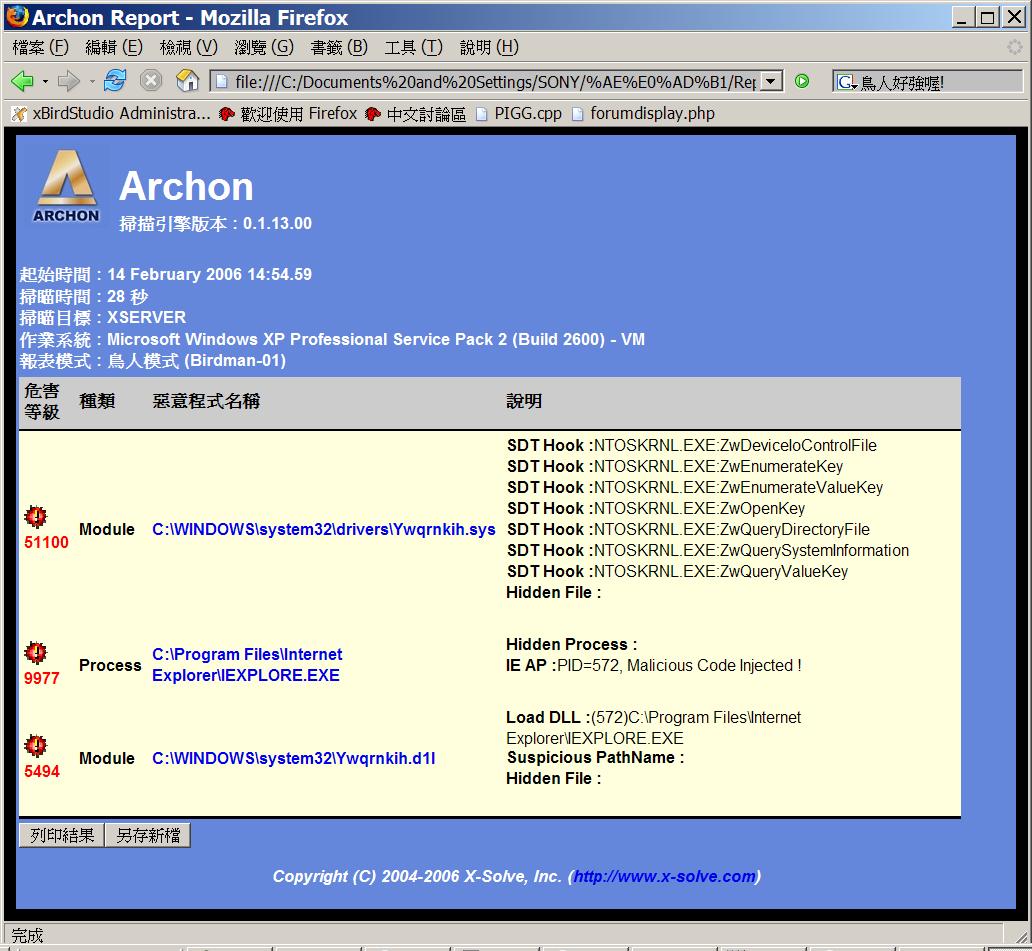 Archon Report - Mozilla Firefox
檔案 (F) 編輯 (E) 檢視 (V) 瀏覽 (G) 書籤 (B) 工具 (T) 說明 (H)
file:///C:/Documents%20and%20Settings/SONY/%AE%E0%AD%B1/Rep
G 鳥人好強喔!
xBirdStudio Administra... 歡迎使用 Firefox 中文討論區 PIGG.cpp forumdisplay.php
ARCHON
Archon
掃描引擎版本 : 0.1.13.00
起始時間 : 14 February 2006 14:54.59
掃瞄時間 : 28 秒
掃瞄目標 : XSERVER
作業系統 : Microsoft Windows XP Professional Service Pack 2 (Build 2600) - VM
報表模式 : 鳥人模式 (Birdman-01)
危害等級 種類 惡意程式名稱 說明
51100 Module C:\WINDOWS\system32\drivers\Ywqrnkih.sys
SDT Hook :NTOSKRNL.EXE:ZwDeviceIoControlFile
SDT Hook :NTOSKRNL.EXE:ZwEnumerateKey
SDT Hook :NTOSKRNL.EXE:ZwEnumerateValueKey
SDT Hook :NTOSKRNL.EXE:ZwOpenKey
SDT Hook :NTOSKRNL.EXE:ZwQueryDirectoryFile
SDT Hook :NTOSKRNL.EXE:ZwQuerySystemInformation
SDT Hook :NTOSKRNL.EXE:ZwQueryValueKey
Hidden File :
9977 Process C:\Program Files\Internet
Explorer\IEXPLORE.EXE
Hidden Process :
IE AP :PID=572, Malicious Code Injected !
5494 Module C:\WINDOWS\system32\Ywqrnkih.d1l
Load DLL :(572)C:\Program Files\Internet
Explorer\IEXPLORE.EXE
Suspicious PathName :
Hidden File :
列印結果 另存新檔
Copyright (C) 2004-2006 X-Solve, Inc. (http://www.x-solve.com)
完成